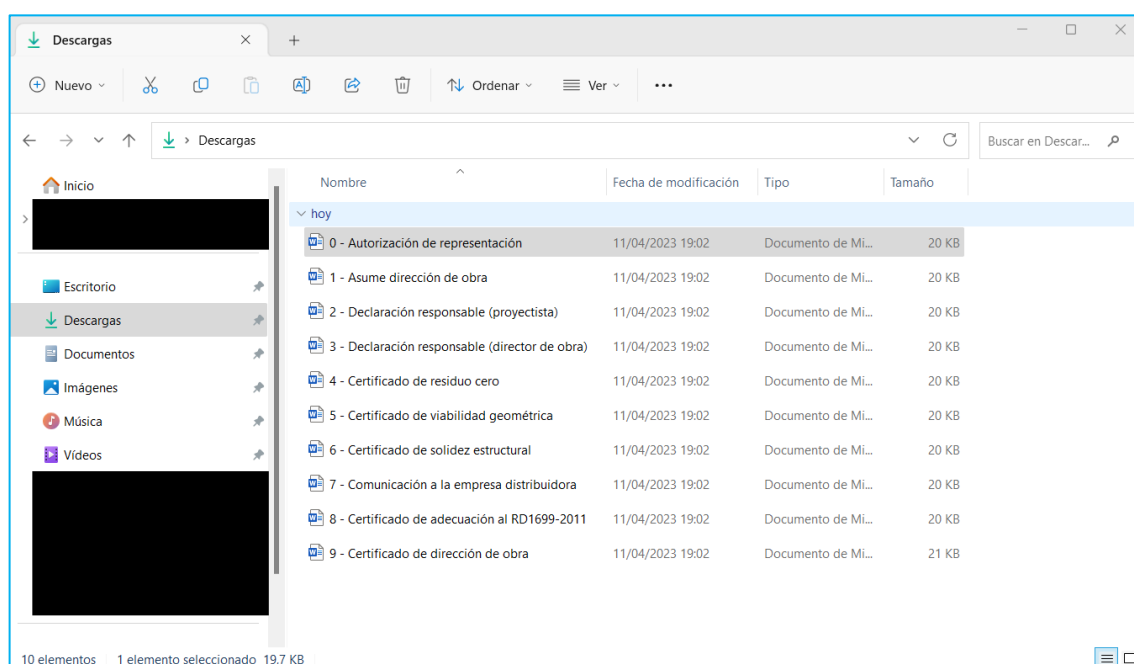 Descargas
Nuevo
Ordenar
Ver
Descargas
Buscar en Descar...
Inicio
Escritorio
Descargas
Documentos
Imágenes
Música
Vídeos
Nombre Fecha de modificación Tipo Tamaño
hoy
0 - Autorización de representación 11/04/2023 19:02 Documento de Mi... 20 KB
1 - Asume dirección de obra 11/04/2023 19:02 Documento de Mi... 20 KB
2 - Declaración responsable (proyectista) 11/04/2023 19:02 Documento de Mi... 20 KB
3 - Declaración responsable (director de obra) 11/04/2023 19:02 Documento de Mi... 20 KB
4 - Certificado de residuo cero 11/04/2023 19:02 Documento de Mi... 20 KB
5 - Certificado de viabilidad geométrica 11/04/2023 19:02 Documento de Mi... 20 KB
6 - Certificado de solidez estructural 11/04/2023 19:02 Documento de Mi... 20 KB
7 - Comunicación a la empresa distribuidora 11/04/2023 19:02 Documento de Mi... 20 KB
8 - Certificado de adecuación al RD1699-2011 11/04/2023 19:02 Documento de Mi... 20 KB
9 - Certificado de dirección de obra 11/04/2023 19:02 Documento de Mi... 21 KB
10 elementos 1 elemento seleccionado 19,7 KB